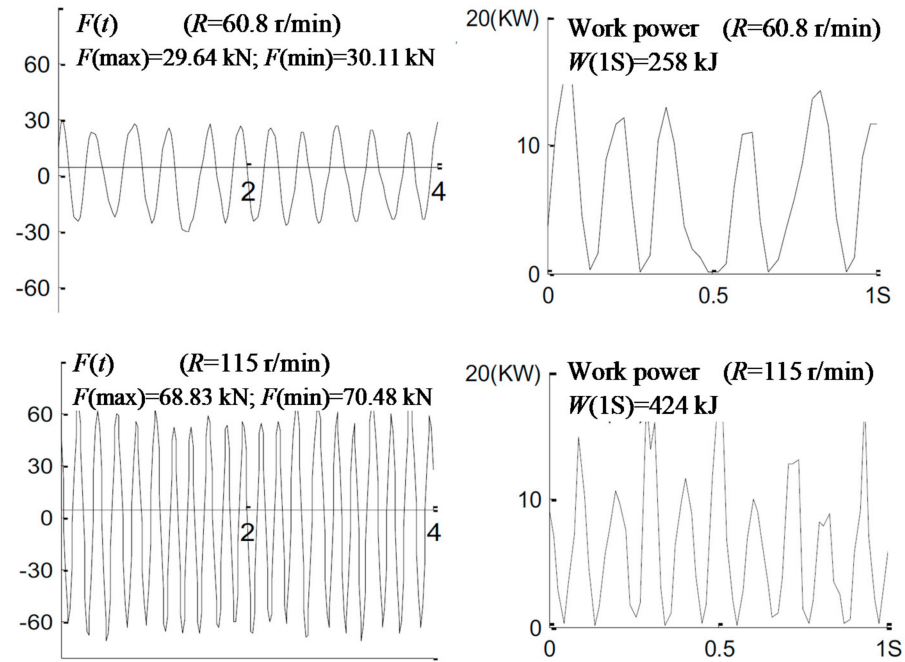 F(t) (R=60.8 r/min)
F(max)=29.64 kN; F(min)=30.11 kN
60
30
0
-30
-60
2
4
20(KW)
Work power (R=60.8 r/min)
W(1S)=258 kJ
10
0
0
0.5
1S
F(t) (R=115 r/min)
F(max)=68.83 kN; F(min)=70.48 kN
60
30
0
-30
-60
2
4
20(KW)
Work power (R=115 r/min)
W(1S)=424 kJ
10
0
0
0.5
1S